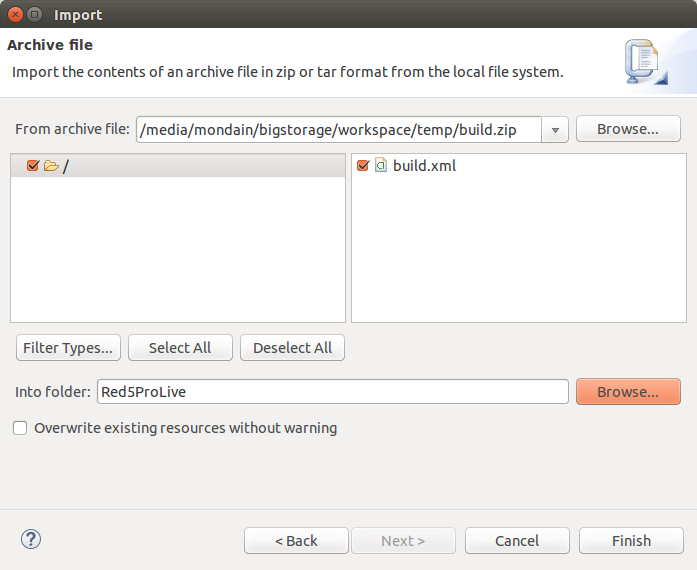 Import
Archive file
Import the contents of an archive file in zip or tar format from the local file system.
From archive file: /media/mondain/bigstorage/workspace/temp/build.zip Browse...
/ build.xml
Filter Types... Select All Deselect All
Into folder: Red5ProLive Browse...
Overwrite existing resources without warning
? < Back Next > Cancel Finish